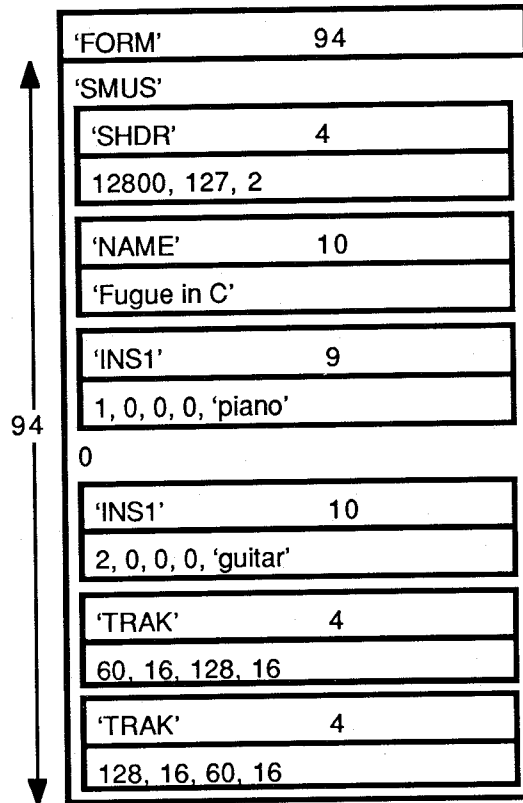 ‘FORM’ 94
‘SMUS’
‘SHDR’ 4
12800, 127, 2
‘NAME’ 10
‘Fugue in C’
‘INS1’ 9
1, 0, 0, 0, ‘piano’
94
0
‘INS1’ 10
2, 0, 0, 0, ‘guitar’
‘TRAK’ 4
60, 16, 128, 16
‘TRAK’ 4
128, 16, 60, 16